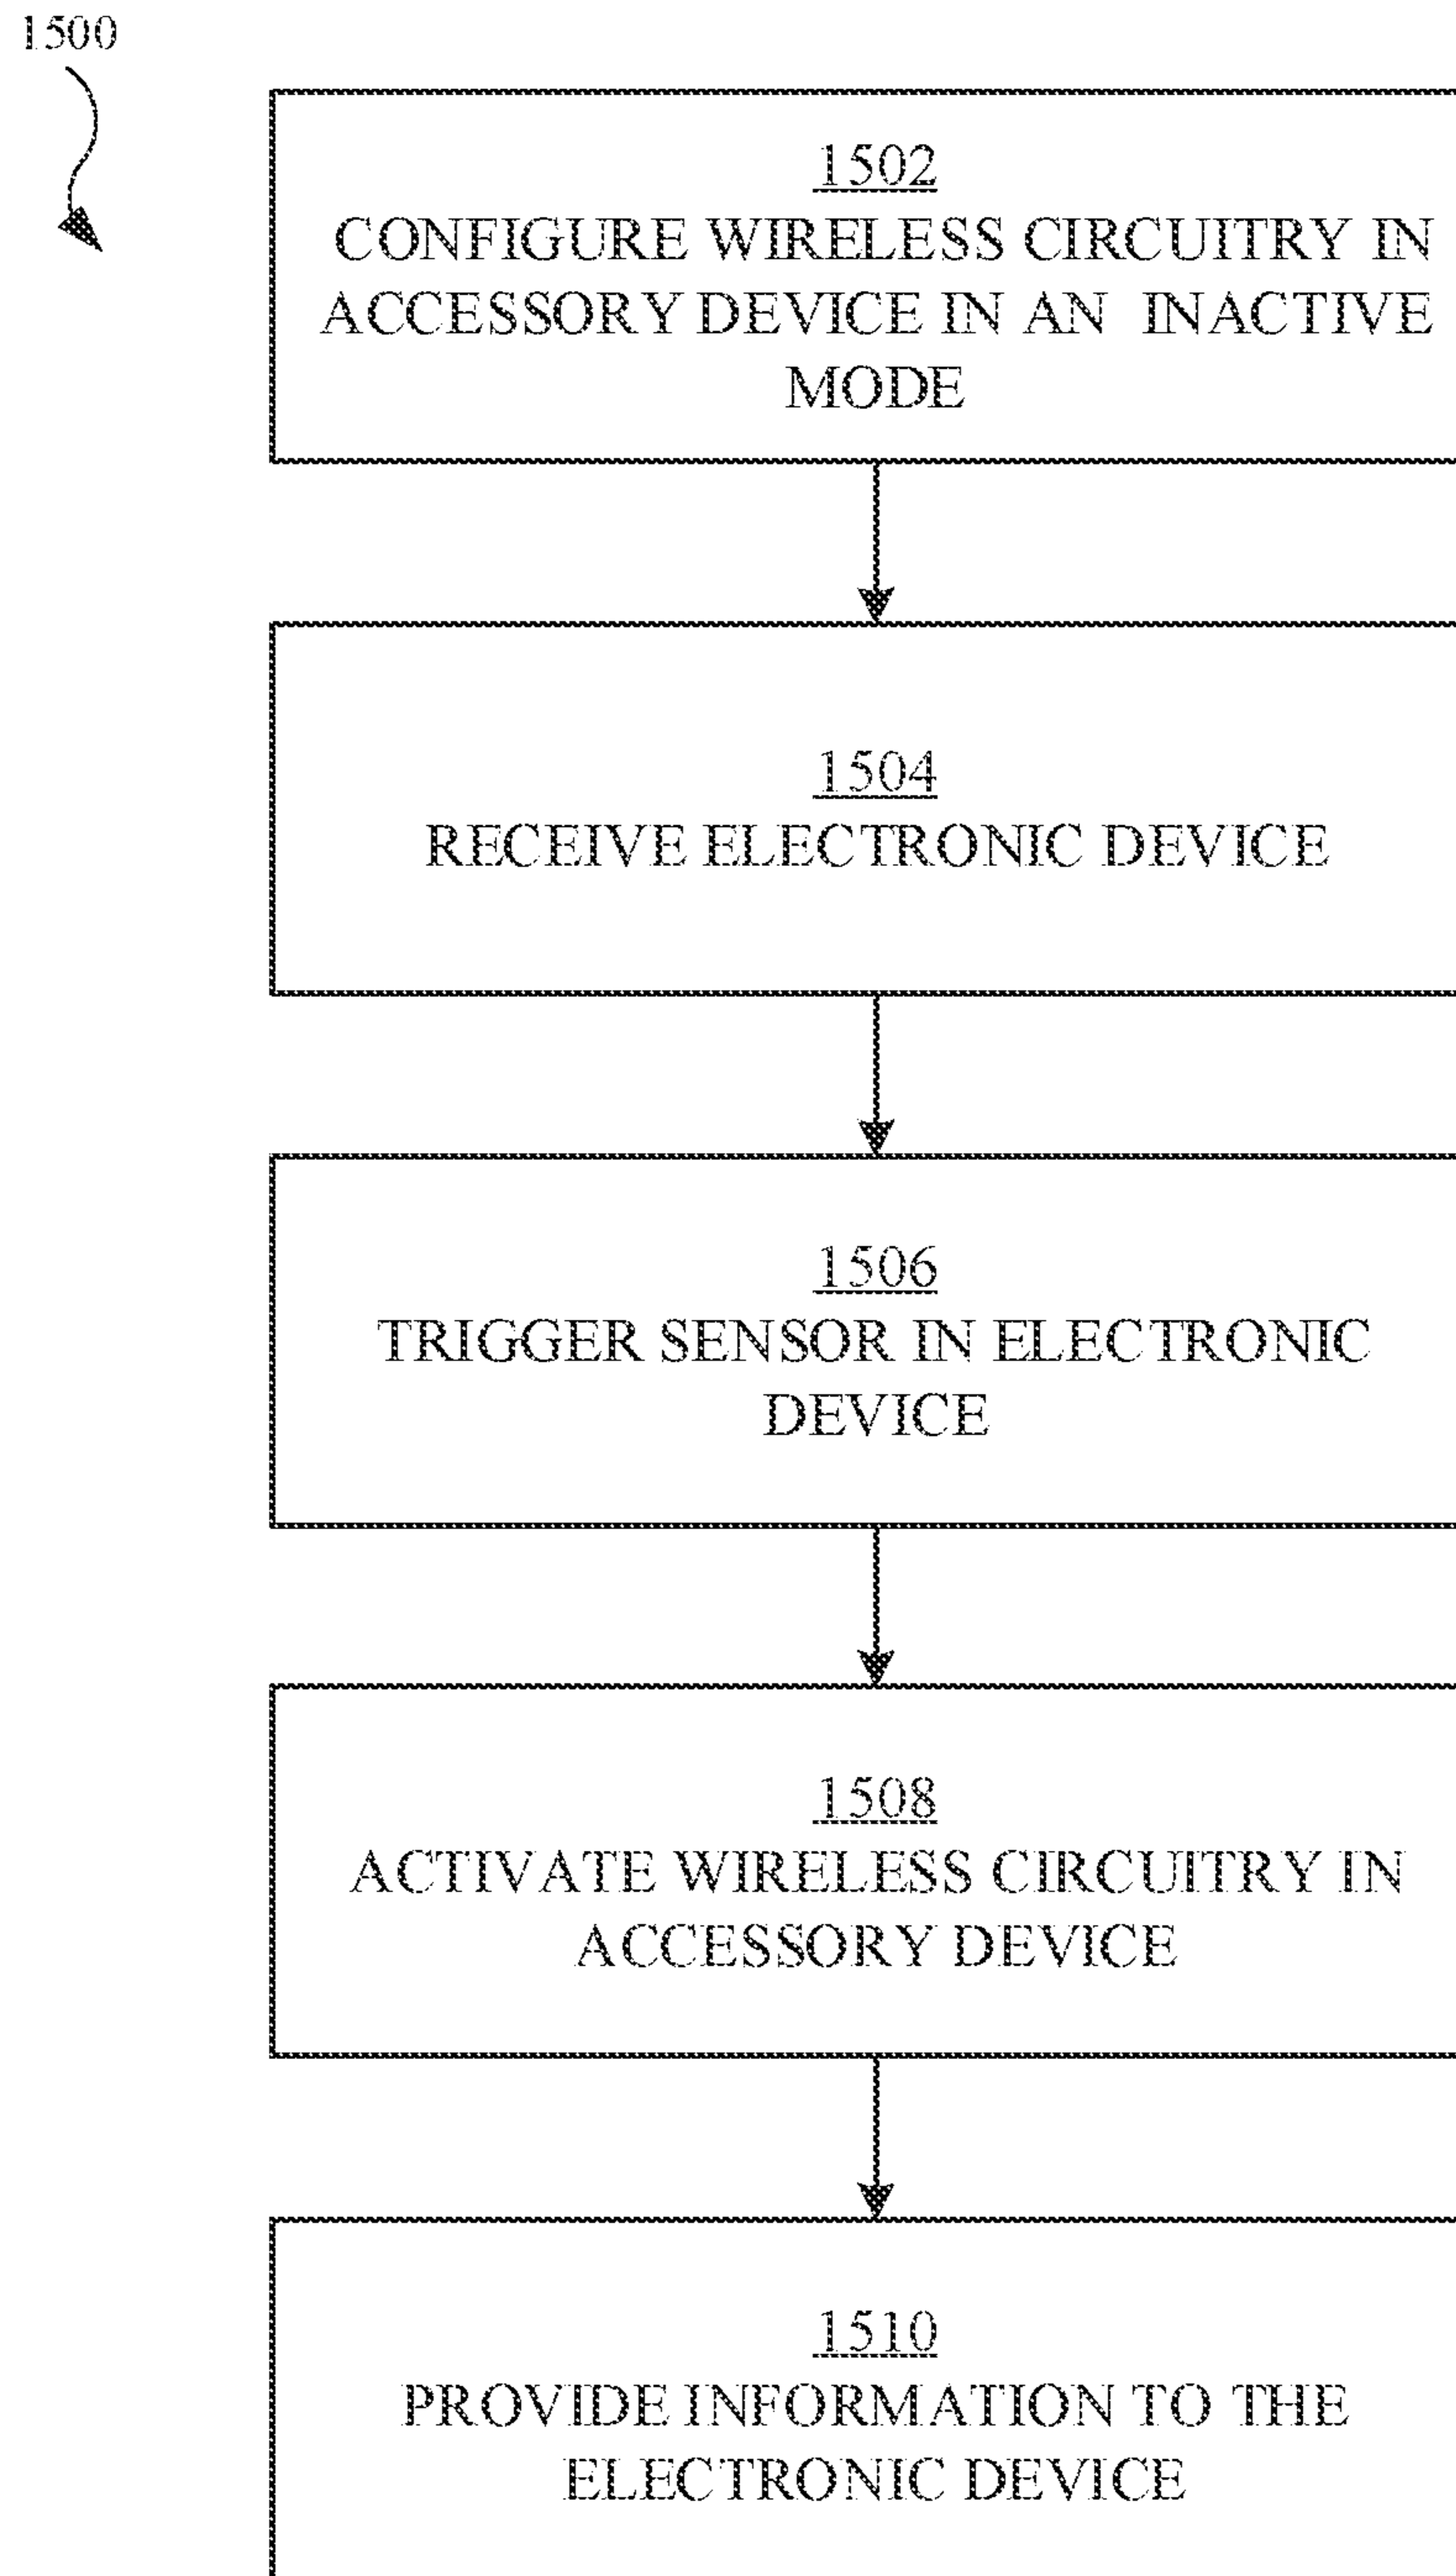 1500
1502
CONFIGURE WIRELESS CIRCUITRY IN
ACCESSORY DEVICE IN AN INACTIVE
MODE
1504
RECEIVE ELECTRONIC DEVICE
1506
TRIGGER SENSOR IN ELECTRONIC
DEVICE
1508
ACTIVATE WIRELESS CIRCUITRY IN
ACCESSORY DEVICE
1510
PROVIDE INFORMATION TO THE
ELECTRONIC DEVICE